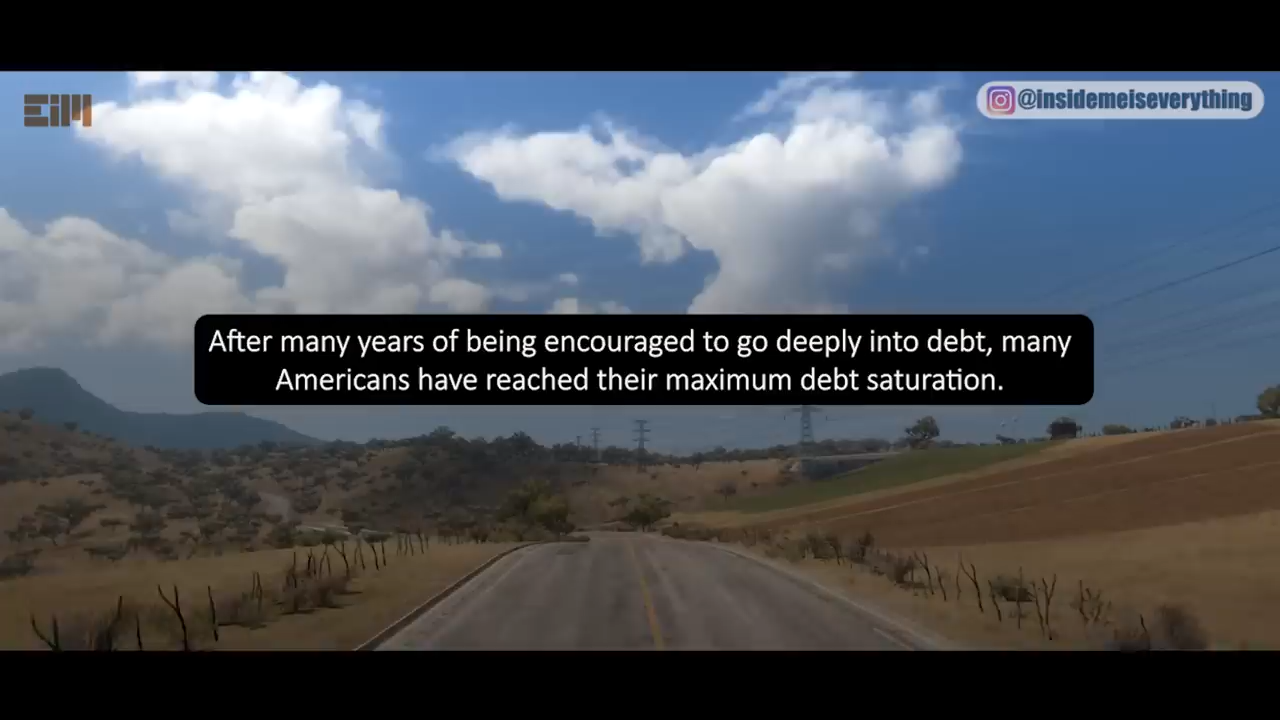 EiM
@insidemeiseverything
After many years of being encouraged to go deeply into debt, many
Americans have reached their maximum debt saturation.